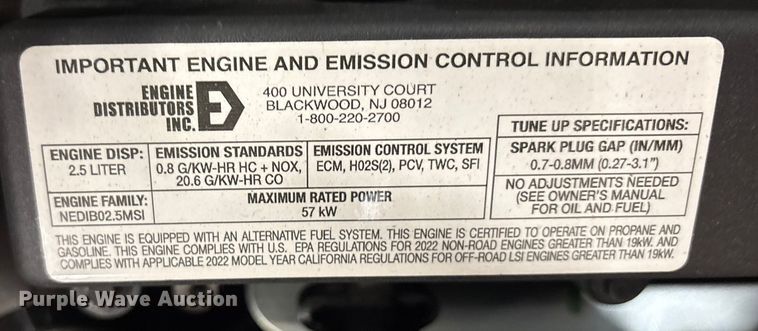 IMPORTANT ENGINE AND EMISSION CONTROL INFORMATION
ENGINE
DISTRIBUTORS
INC.
400 UNIVERSITY COURT
BLACKWOOD, NJ 08012
1-800-220-2700
ENGINE DISP:
2.5 LITER
EMISSION STANDARDS
0.8 G/KW-HR HC + NOX,
20.6 G/KW-HR CO
EMISSION CONTROL SYSTEM
ECM, H02S(2), PCV, TWC, SFI
ENGINE FAMILY:
NEDIB02.5MSI
MAXIMUM RATED POWER
57 kW
TUNE UP SPECIFICATIONS:
SPARK PLUG GAP (IN/MM)
0.7-0.8MM (0.27-3.1")
NO ADJUSTMENTS NEEDED
(SEE OWNER'S MANUAL
FOR OIL AND FUEL)
THIS ENGINE IS EQUIPPED WITH AN ALTERNATIVE FUEL SYSTEM. THIS ENGINE IS CERTIFIED TO OPERATE ON PROPANE AND
GASOLINE. THIS ENGINE COMPLIES WITH U.S. EPA REGULATIONS FOR 2022 NON-ROAD ENGINES GREATER THAN 19kW. AND
COMPLIES WITH APPLICABLE 2022 MODEL YEAR CALIFORNIA REGULATIONS FOR OFF-ROAD LSI ENGINES GREATER THAN 19kW.
Purple Wave Auction